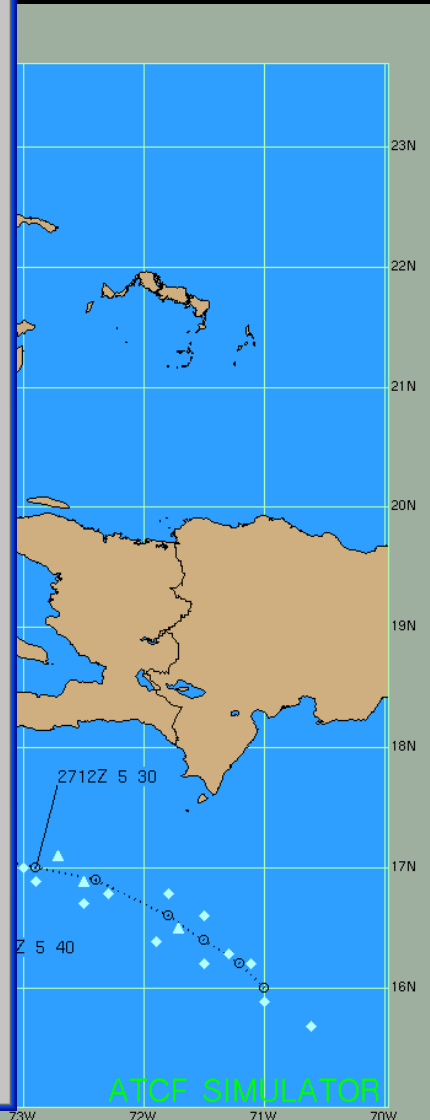 23N
22N
21N
20N
19N
18N
2712Z 5 30
17N
Z 5 40
16N
ATCF SIMULATOR
73W 72W 71W 70W